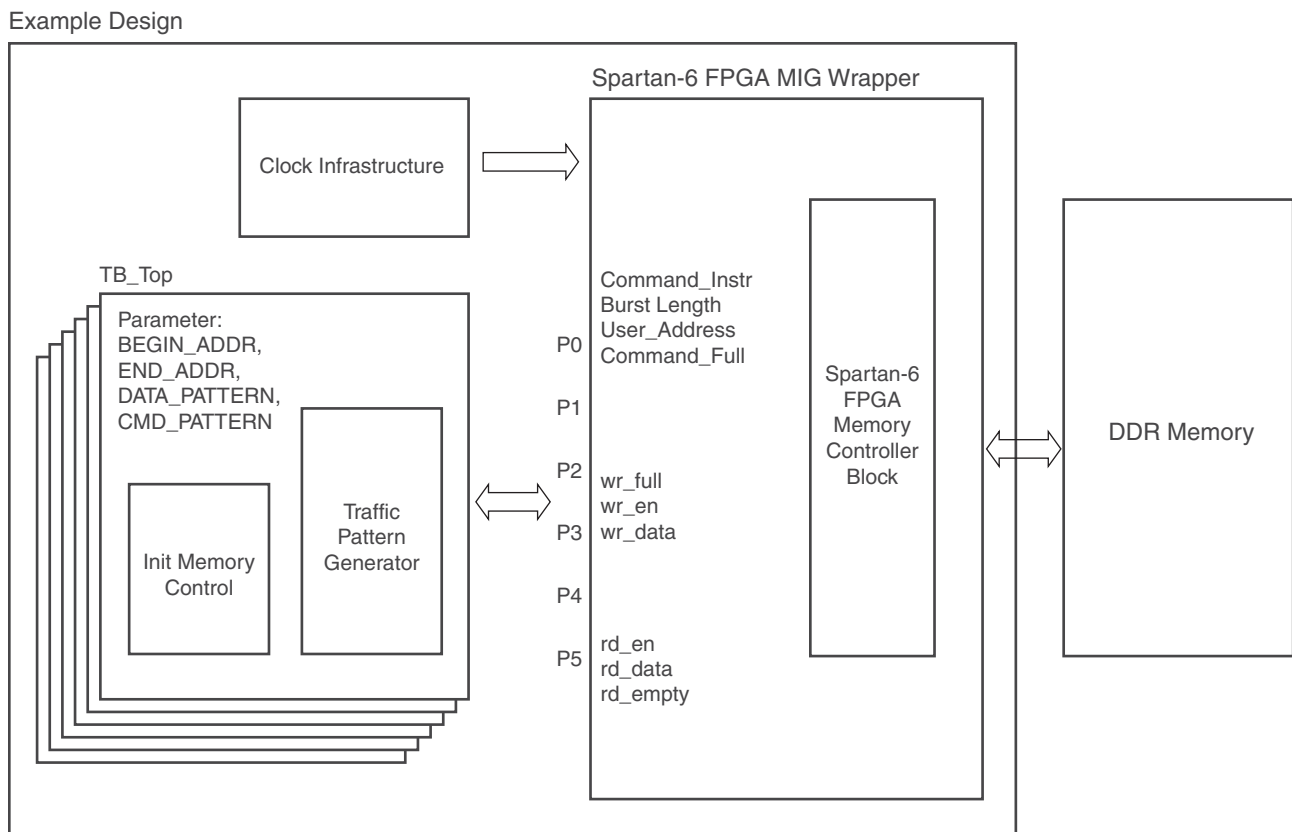 Example Design
Spartan-6 FPGA MIG Wrapper
Clock Infrastructure
TB_Top
Parameter:
BEGIN_ADDR,
END_ADDR,
DATA_PATTERN,
CMD_PATTERN
Init Memory
Control
Traffic
Pattern
Generator
P0
P1
P2
P3
P4
P5
Command_Instr
Burst Length
User_Address
Command_Full
wr_full
wr_en
wr_data
rd_en
rd_data
rd_empty
Spartan-6
FPGA
Memory
Controller
Block
DDR Memory